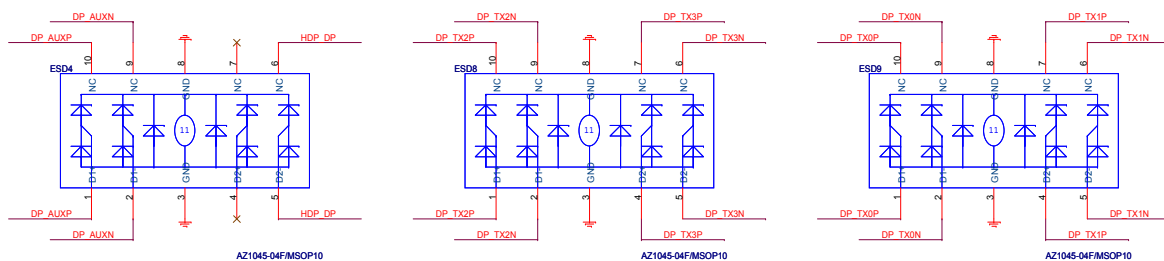 DP_AUXN
DP_AUXP
HDP_DP
10
9
8
7
6
ESD4
NC
NC
GND
NC
NC
11
D1+
D1-
GND
D2+
D2-
1
2
3
4
5
DP_AUXP
DP_AUXN
HDP_DP
AZ1045-04F/MSOP10
DP_TX2N
DP_TX3P
DP_TX2P
DP_TX3N
10
9
8
7
6
ESD8
NC
NC
GND
NC
NC
11
D1+
D1-
GND
D2+
D2-
1
2
3
4
5
DP_TX2P
DP_TX3N
DP_TX2N
DP_TX3P
AZ1045-04F/MSOP10
DP_TX0N
DP_TX1P
DP_TX0P
DP_TX1N
10
9
8
7
6
ESD9
NC
NC
GND
NC
NC
11
D1+
D1-
GND
D2+
D2-
1
2
3
4
5
DP_TX0P
DP_TX1N
DP_TX0N
DP_TX1P
AZ1045-04F/MSOP10